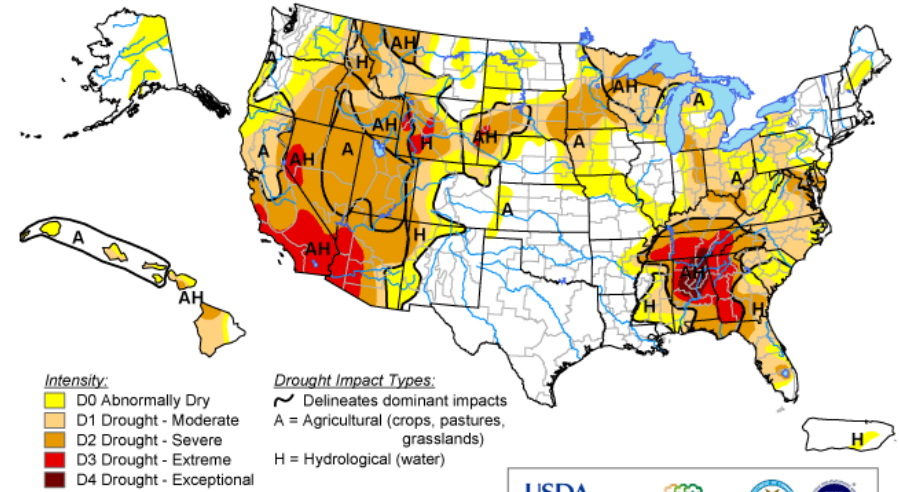 AH
H
A
AH
AH
A
AH
A
H
AH
A
AH
A
A
A
H
AH
AH
H
H
A
AH
H
Intensity:
D0 Abnormally Dry
D1 Drought - Moderate
D2 Drought - Severe
D3 Drought - Extreme
D4 Drought - Exceptional
Drought Impact Types:
Delineates dominant impacts
A = Agricultural (crops, pastures,
grasslands)
H = Hydrological (water)
USDA